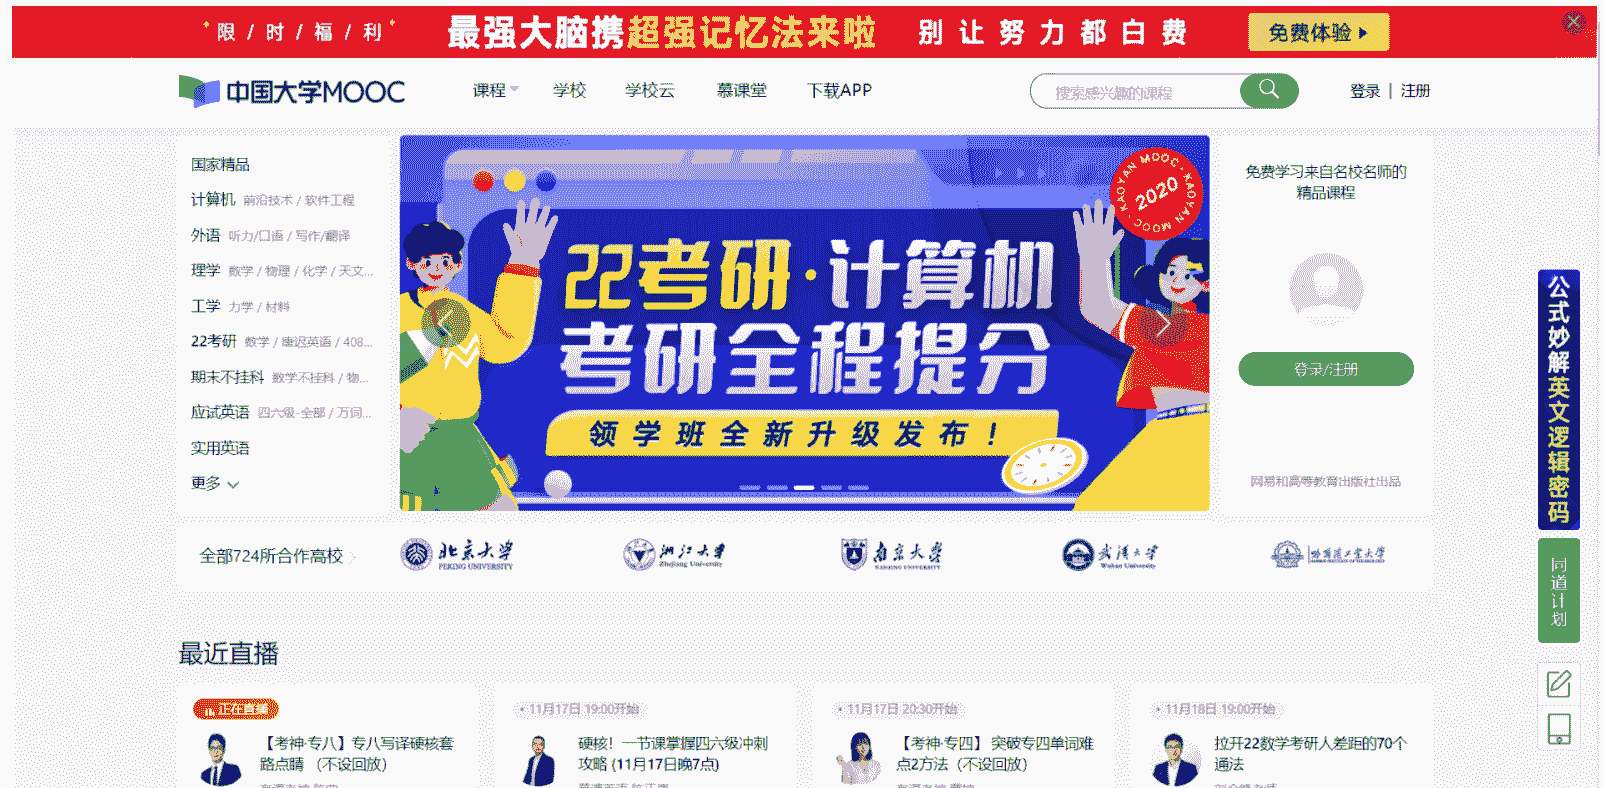 限 / 时 / 福 / 利
最强大脑携超强记忆法来啦
别让努力都白费
免费体验
中国大学MOOC
课程
学校
学校云
慕课堂
下载APP
搜索感兴趣的课程
登录 | 注册
国家精品
计算机 前沿技术 / 软件工程
外语 听力/口语 / 写作/翻译
理学 数学 / 物理 / 化学 / 天文...
工学 力学 / 材料
22考研 数学 / 唐迟英语 / 408...
期末不挂科 数学不挂科 / 物...
应试英语 四六级-全部 / 万词...
实用英语
更多
KAOYAN MOOC · KAOYAN MOOC ·
2020
22考研·计算机
考研全程提分
领学班全新升级发布！
免费学习来自名校名师的
精品课程
登录/注册
网易和高等教育出版社出品
公式妙解英文逻辑密码
同道计划
全部724所合作高校
北京大学
PEKING UNIVERSITY
浙江大学
Zhejiang University
南京大学
NANJING UNIVERSITY
武汉大学
Wuhan University
哈尔滨工业大学
最近直播
正在直播
【考神·专八】专八写译硬核套
路点睛 （不设回放）
11月17日 19:00开始
硬核！一节课掌握四六级冲刺
攻略 (11月17日晚7点)
11月17日 20:30开始
【考神·专四】 突破专四单词难
点2方法（不设回放）
11月18日 19:00开始
拉开22数学考研人差距的70个
通法